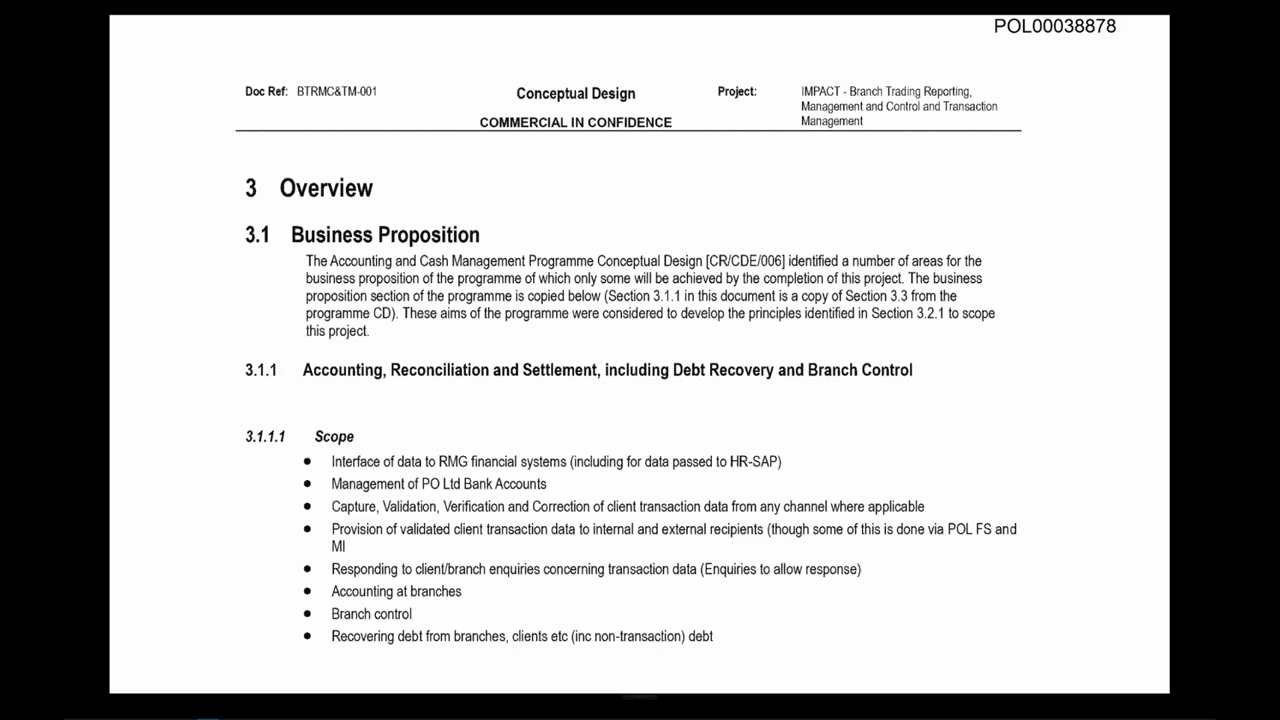 POL00038878
Doc Ref: BTRMC&TM-001
Conceptual Design
COMMERCIAL IN CONFIDENCE
Project:
IMPACT - Branch Trading Reporting,
Management and Control and Transaction
Management
3 Overview
3.1 Business Proposition
The Accounting and Cash Management Programme Conceptual Design [CR/CDE/006] identified a number of areas for the
business proposition of the programme of which only some will be achieved by the completion of this project. The business
proposition section of the programme is copied below (Section 3.1.1 in this document is a copy of Section 3.3 from the
programme CD). These aims of the programme were considered to develop the principles identified in Section 3.2.1 to scope
this project.
3.1.1 Accounting, Reconciliation and Settlement, including Debt Recovery and Branch Control
3.1.1.1 Scope
● Interface of data to RMG financial systems (including for data passed to HR-SAP)
● Management of PO Ltd Bank Accounts
● Capture, Validation, Verification and Correction of client transaction data from any channel where applicable
● Provision of validated client transaction data to internal and external recipients (though some of this is done via POL FS and
MI
● Responding to client/branch enquiries concerning transaction data (Enquiries to allow response)
● Accounting at branches
● Branch control
● Recovering debt from branches, clients etc (inc non-transaction) debt